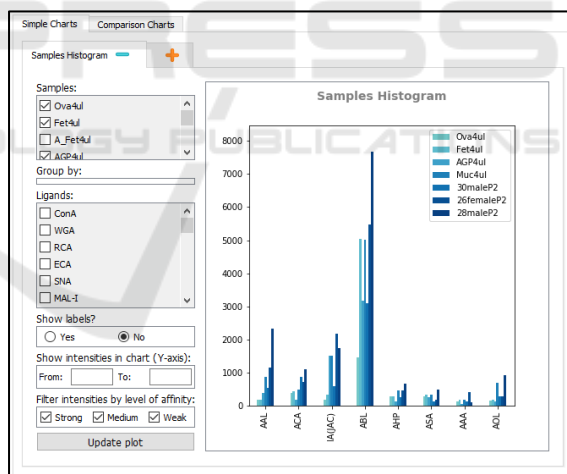 Simple Charts Comparison Charts
Samples Histogram
Samples:
Ova4ul
Fet4ul
A_Fet4ul
AGP4ul
Group by:
Ligands:
ConA
WGA
RCA
ECA
SNA
MAL-I
Show labels?
Yes No
Show intensities in chart (Y-axis):
From: To:
Filter intensities by level of affinity:
Strong Medium Weak
Update plot
Samples Histogram
8000
7000
6000
5000
4000
3000
2000
1000
0
Ova4ul
Fet4ul
AGP4ul
Muc4ul
30maleP2
26femaleP2
28maleP2
AAL
ACA
IA(JAC)
ABL
AHP
ASA
AAA
AOL
PRESS
PUBLICATIONS